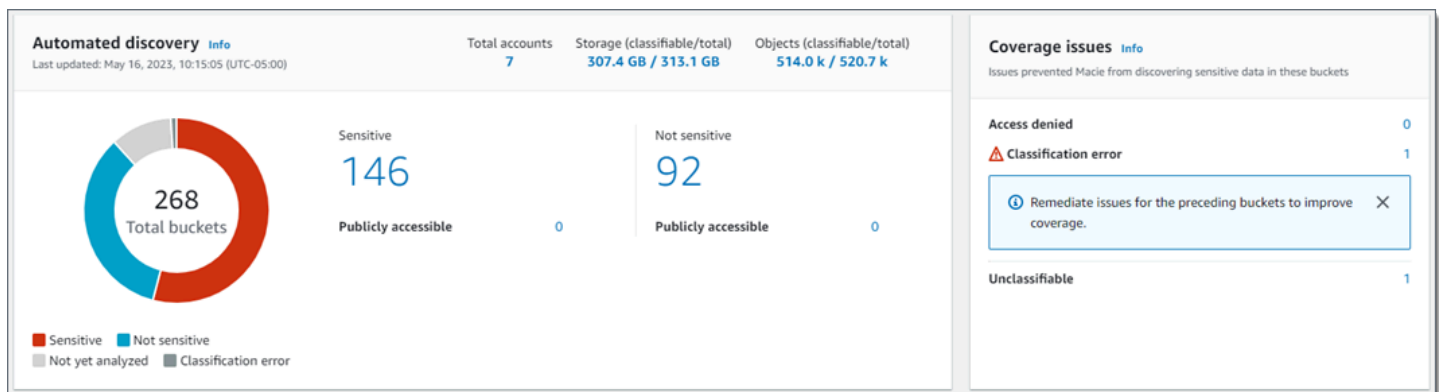 Automated discovery Info
Last updated: May 16, 2023, 10:15:05 (UTC-05:00)
Total accounts
7
Storage (classifiable/total)
307.4 GB / 313.1 GB
Objects (classifiable/total)
514.0 k / 520.7 k
268
Total buckets
Sensitive
146
Publicly accessible 0
Not sensitive
92
Publicly accessible 0
Sensitive Not sensitive
Not yet analyzed Classification error
Coverage issues Info
Issues prevented Macie from discovering sensitive data in these buckets
Access denied 0
Classification error 1
Remediate issues for the preceding buckets to improve
coverage.
Unclassifiable 1